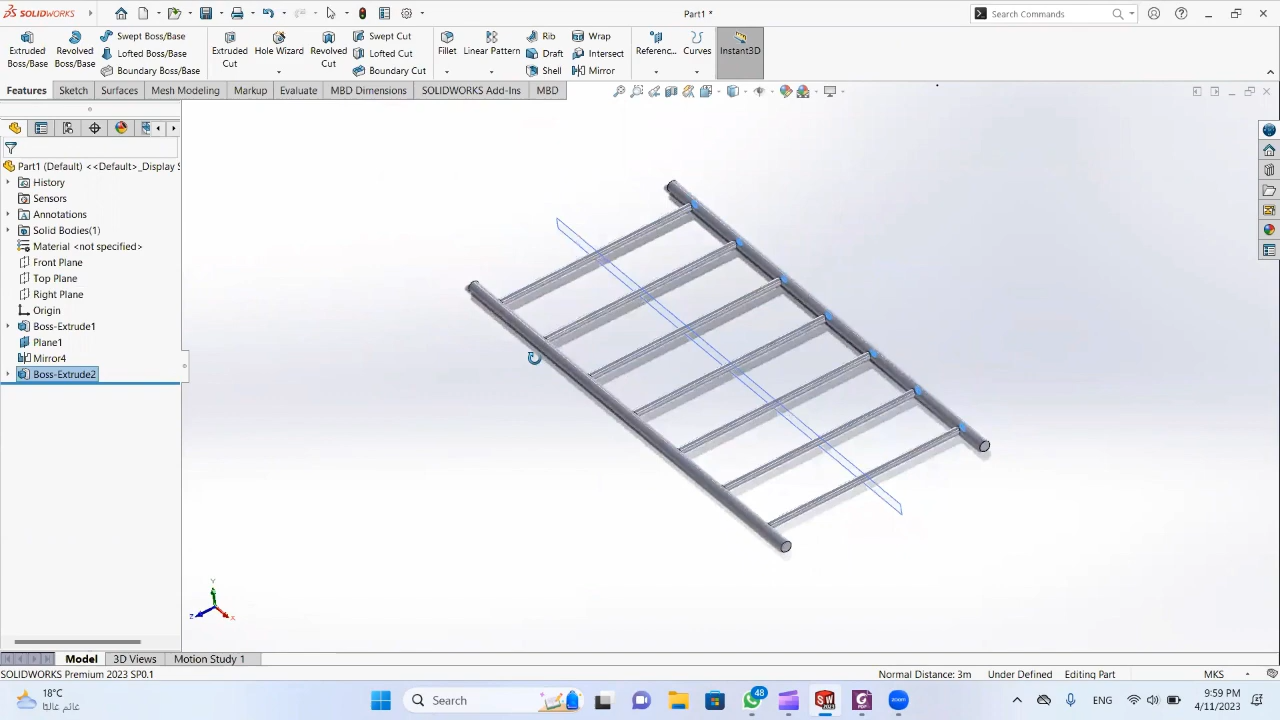 SOLIDWORKS
Part1 *
Search Commands
Extruded Boss/Base
Revolved Boss/Base
Swept Boss/Base
Lofted Boss/Base
Boundary Boss/Base
Extruded Cut
Hole Wizard
Revolved Cut
Swept Cut
Lofted Cut
Boundary Cut
Fillet
Linear Pattern
Rib
Draft
Shell
Wrap
Intersect
Mirror
Referenc...
Curves
Instant3D
Features
Sketch
Surfaces
Mesh Modeling
Markup
Evaluate
MBD Dimensions
SOLIDWORKS Add-Ins
MBD
Part1 (Default) <<Default>_Display S
History
Sensors
Annotations
Solid Bodies(1)
Material <not specified>
Front Plane
Top Plane
Right Plane
Origin
Boss-Extrude1
Plane1
Mirror4
Boss-Extrude2
Y
Z
X
Model
3D Views
Motion Study 1
SOLIDWORKS Premium 2023 SP0.1
Normal Distance: 3m
Under Defined
Editing Part
MKS
18°C
غائم غالبًا
Search
48
ENG
9:59 PM
4/11/2023